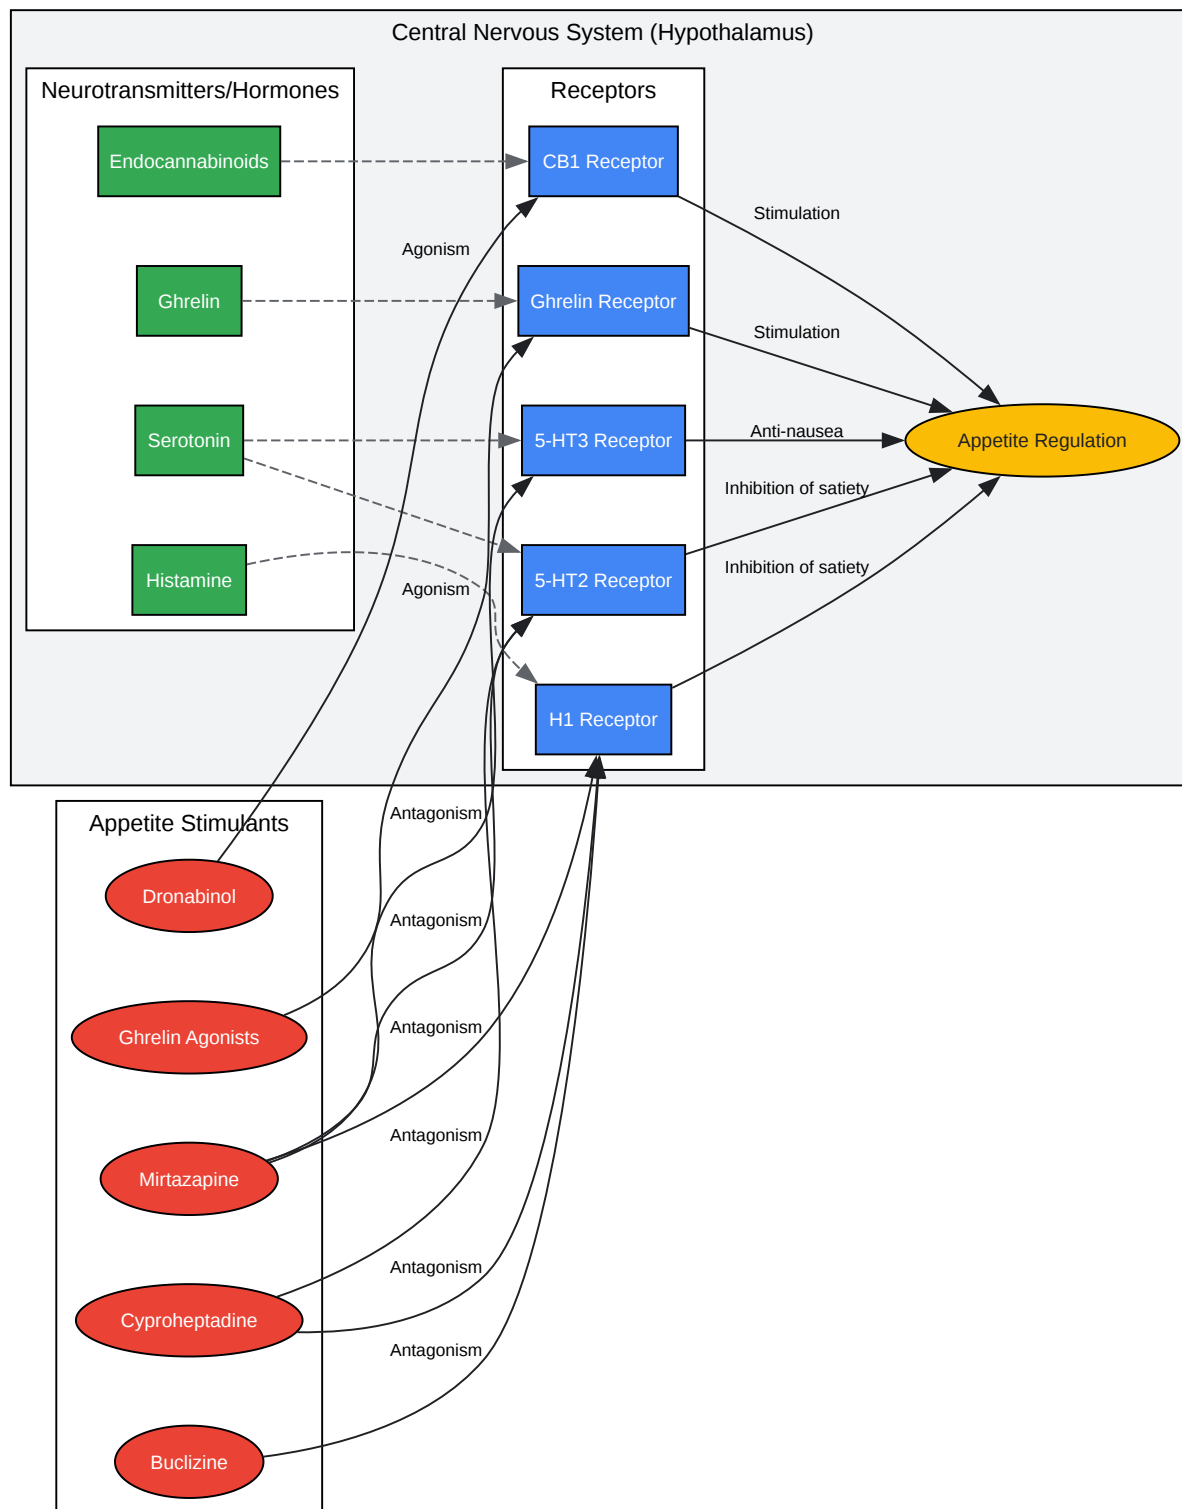 Central Nervous System (Hypothalamus)
Neurotransmitters/Hormones
Receptors
Endocannabinoids
CB1 Receptor
Stimulation
Agonism
Ghrelin
Ghrelin Receptor
Stimulation
Serotonin
5-HT3 Receptor
Anti-nausea
Appetite Regulation
Inhibition of satiety
Histamine
Agonism
5-HT2 Receptor
Inhibition of satiety
H1 Receptor
Appetite Stimulants
Antagonism
Dronabinol
Antagonism
Ghrelin Agonists
Antagonism
Mirtazapine
Antagonism
Cyproheptadine
Antagonism
Antagonism
Buclizine